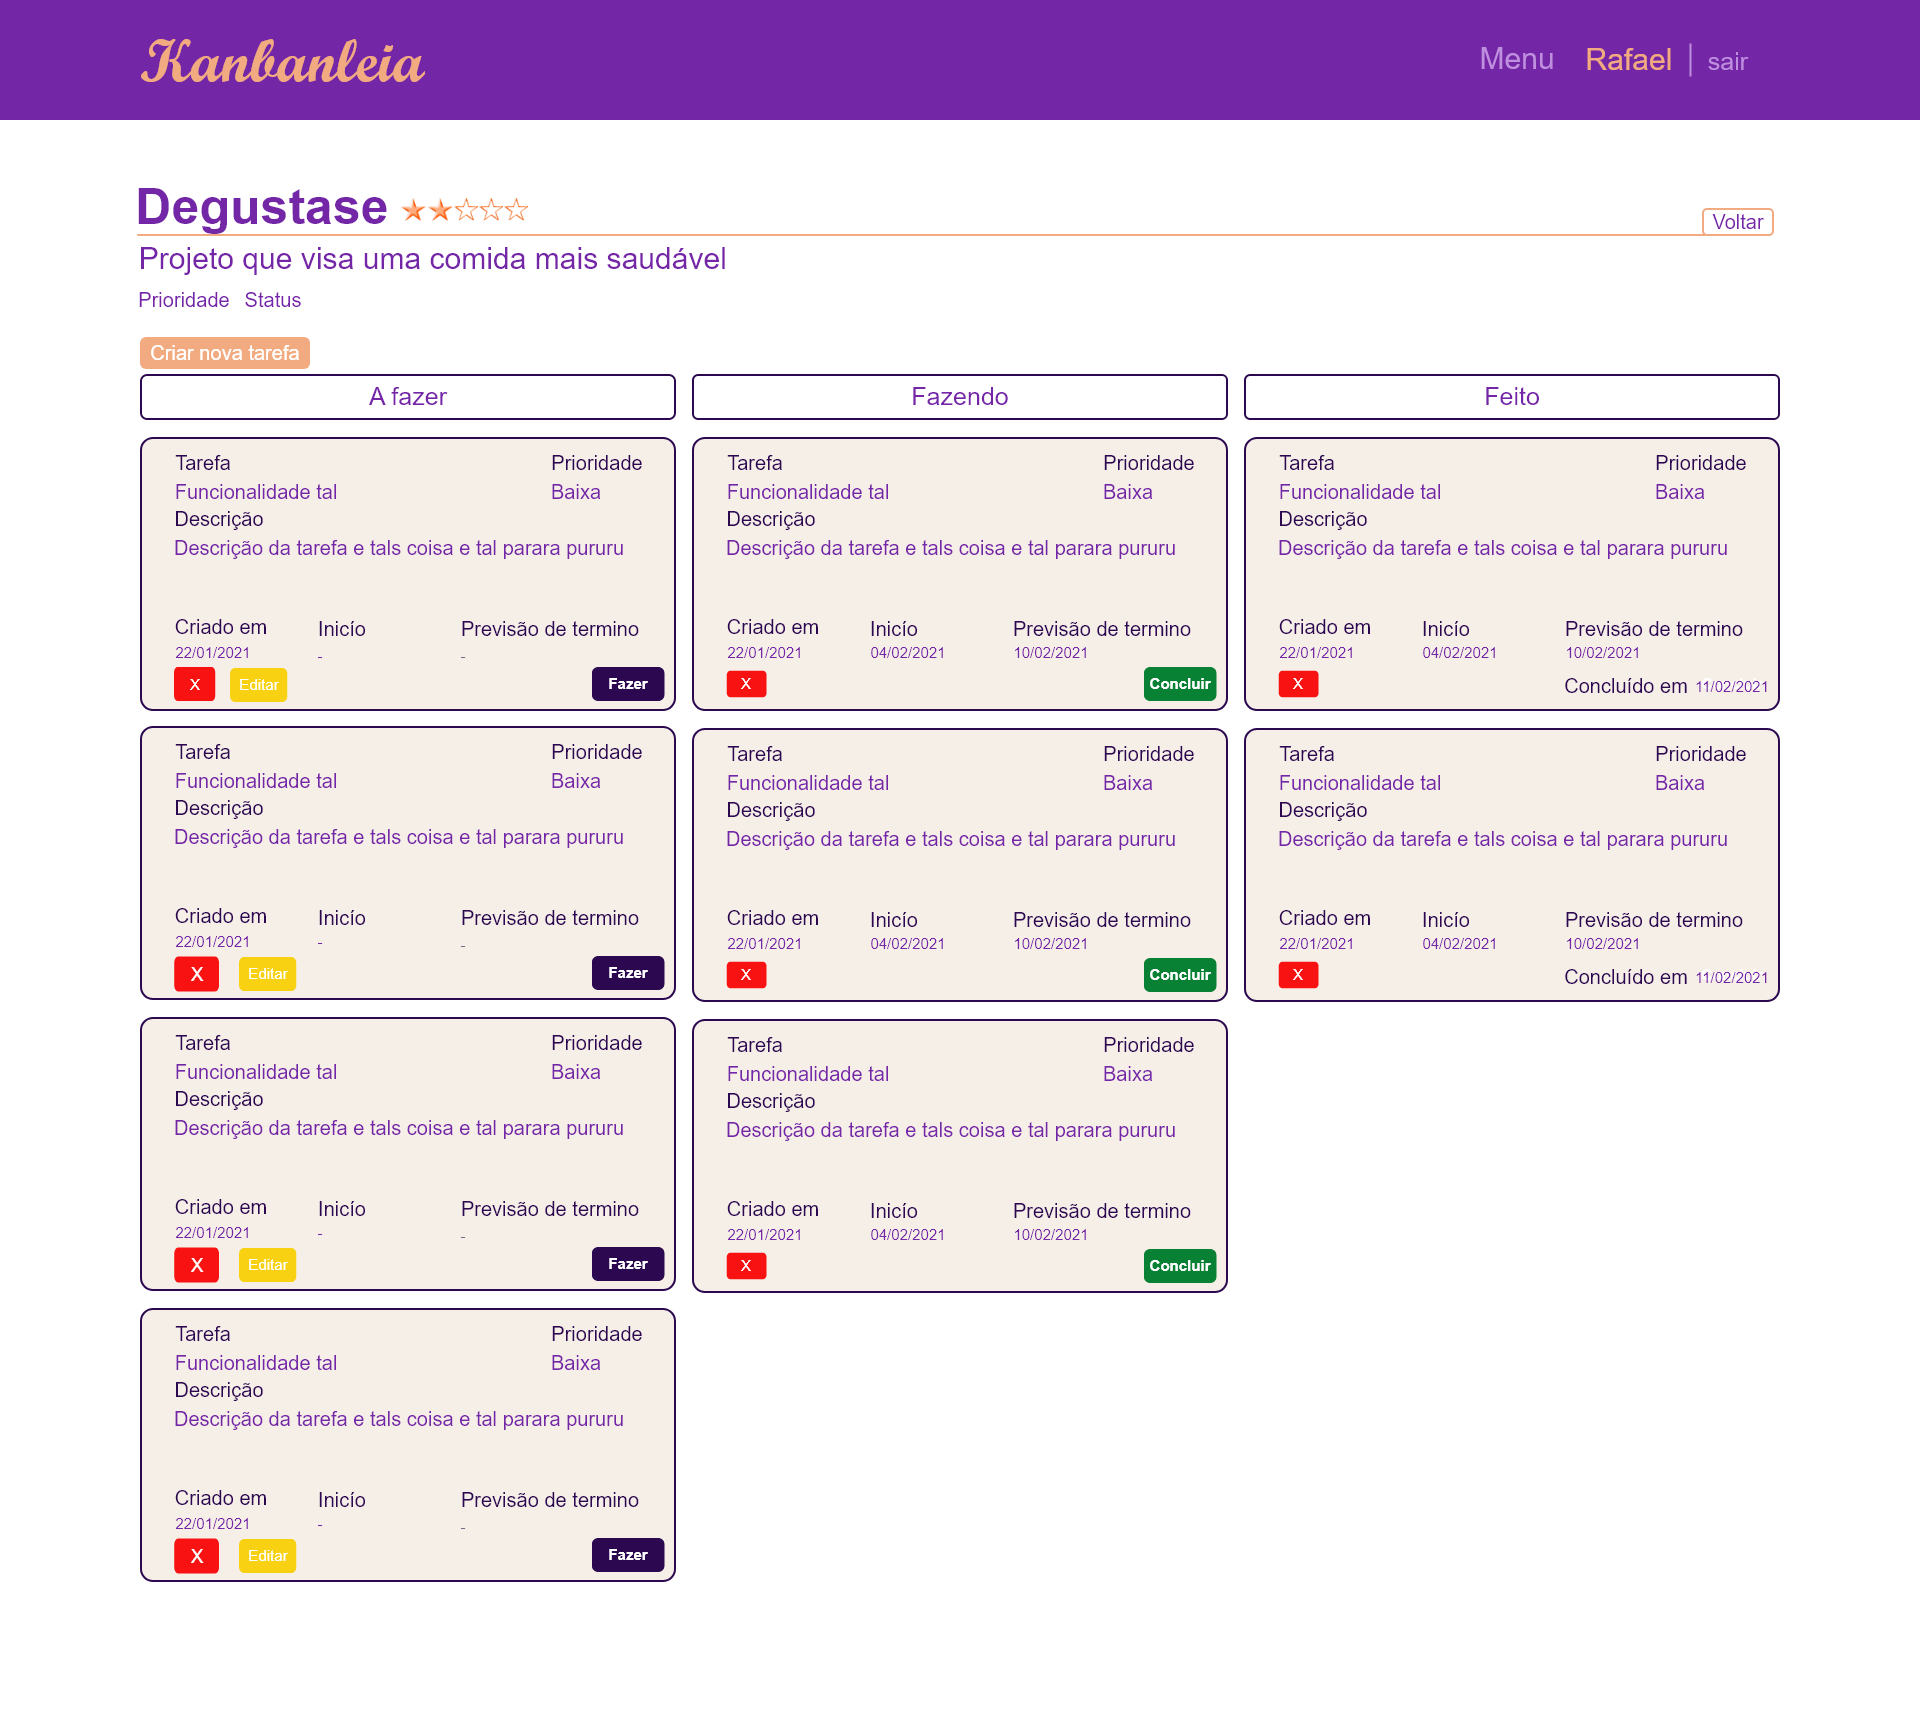 Kanbanleia
Menu Rafael | sair
Degustase
Voltar
Projeto que visa uma comida mais saudável
Prioridade Status
Criar nova tarefa
A fazer
Tarefa Prioridade
Funcionalidade tal Baixa
Descrição
Descrição da tarefa e tals coisa e tal parara pururu
Criado em Inicío Previsão de termino
22/01/2021 - -
X Editar Fazer
Tarefa Prioridade
Funcionalidade tal Baixa
Descrição
Descrição da tarefa e tals coisa e tal parara pururu
Criado em Inicío Previsão de termino
22/01/2021 - -
X Editar Fazer
Tarefa Prioridade
Funcionalidade tal Baixa
Descrição
Descrição da tarefa e tals coisa e tal parara pururu
Criado em Inicío Previsão de termino
22/01/2021 - -
X Editar Fazer
Tarefa Prioridade
Funcionalidade tal Baixa
Descrição
Descrição da tarefa e tals coisa e tal parara pururu
Criado em Inicío Previsão de termino
22/01/2021 - -
X Editar Fazer
Fazendo
Tarefa Prioridade
Funcionalidade tal Baixa
Descrição
Descrição da tarefa e tals coisa e tal parara pururu
Criado em Inicío Previsão de termino
22/01/2021 04/02/2021 10/02/2021
X Concluir
Tarefa Prioridade
Funcionalidade tal Baixa
Descrição
Descrição da tarefa e tals coisa e tal parara pururu
Criado em Inicío Previsão de termino
22/01/2021 04/02/2021 10/02/2021
X Concluir
Tarefa Prioridade
Funcionalidade tal Baixa
Descrição
Descrição da tarefa e tals coisa e tal parara pururu
Criado em Inicío Previsão de termino
22/01/2021 04/02/2021 10/02/2021
X Concluir
Feito
Tarefa Prioridade
Funcionalidade tal Baixa
Descrição
Descrição da tarefa e tals coisa e tal parara pururu
Criado em Inicío Previsão de termino
22/01/2021 04/02/2021 10/02/2021
X Concluído em 11/02/2021
Tarefa Prioridade
Funcionalidade tal Baixa
Descrição
Descrição da tarefa e tals coisa e tal parara pururu
Criado em Inicío Previsão de termino
22/01/2021 04/02/2021 10/02/2021
X Concluído em 11/02/2021